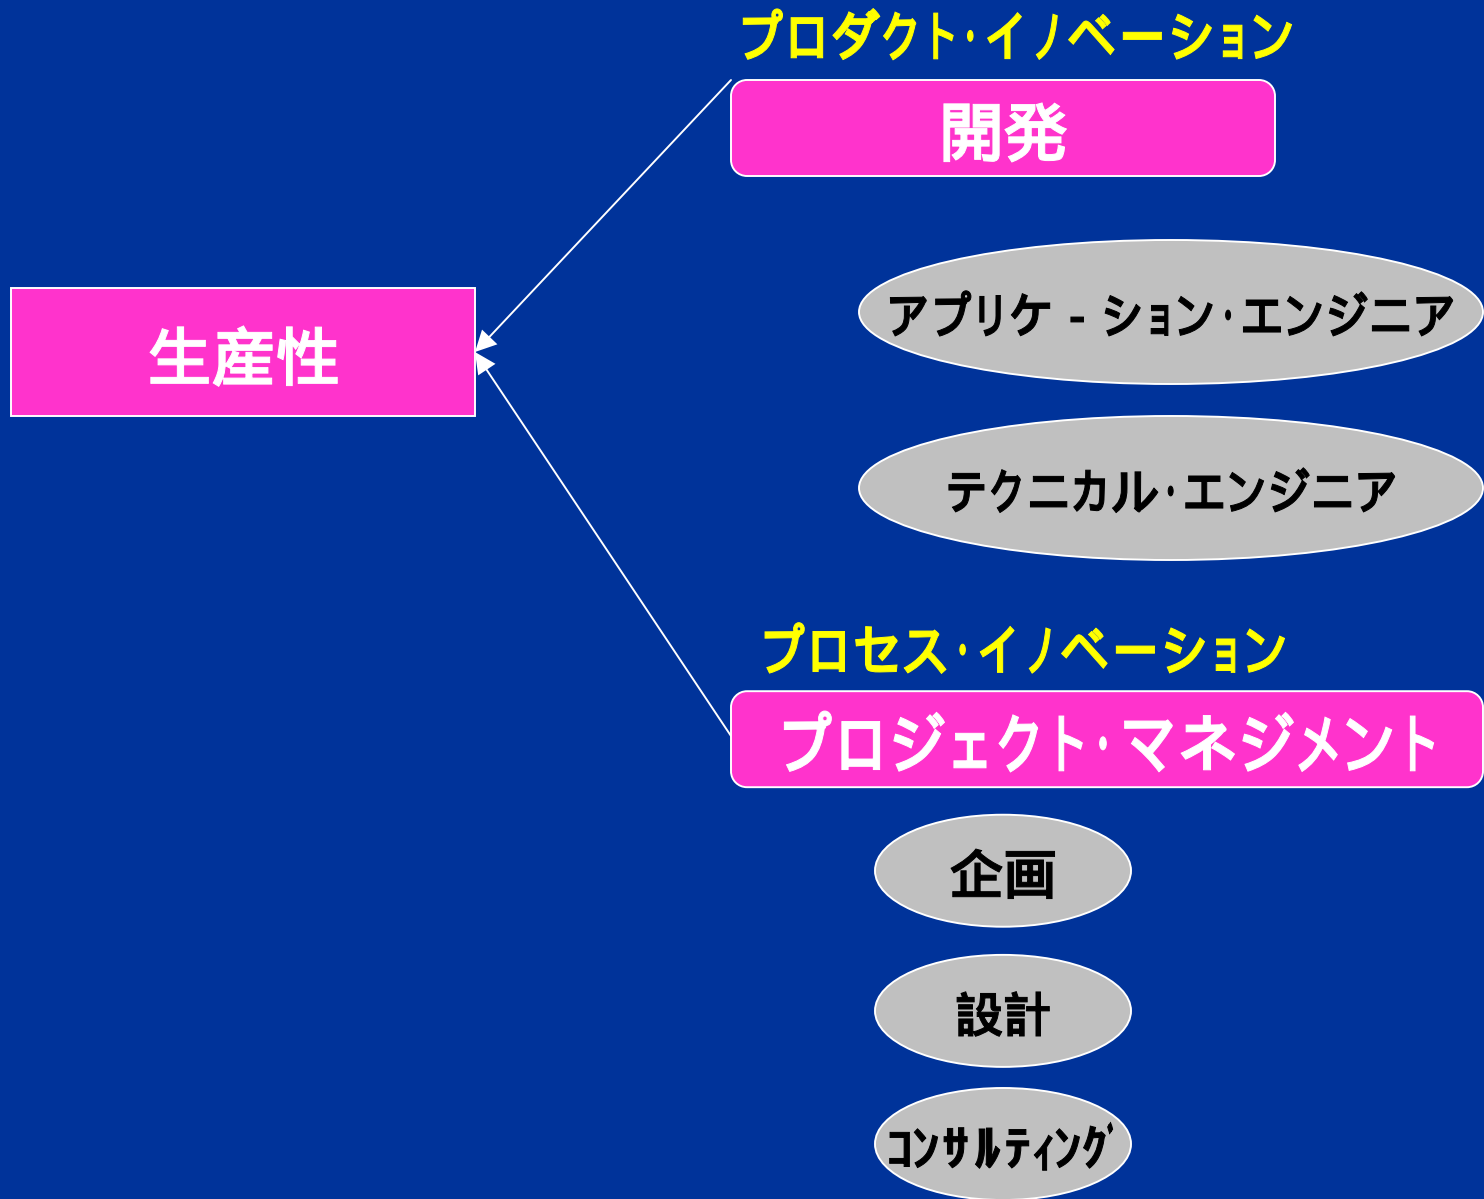 プロダクト・イノベーション
開発
生産性
アプリケ－ション・エンジニア
テクニカル・エンジニア
プロセス・イノベーション
プロジェクト・マネジメント
企画
設計
ｺﾝｻﾙﾃｨﾝｸﾞ